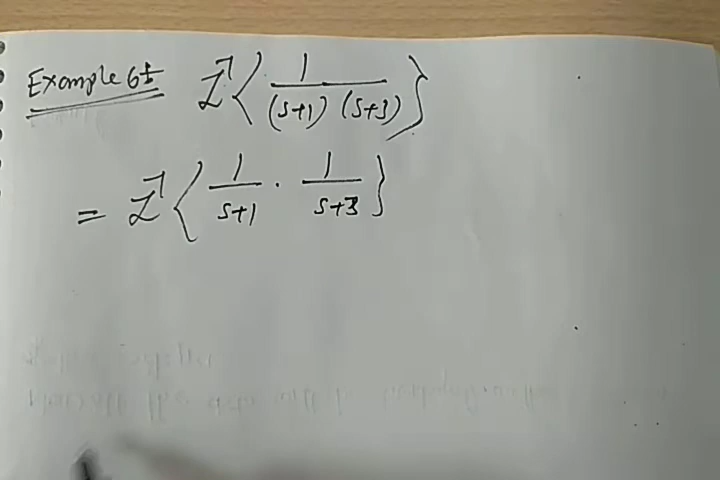 Example 6: L⁻¹{ 1 / (s+1) (s+3) }
= L⁻¹{ 1/s+1 · 1/s+3 }